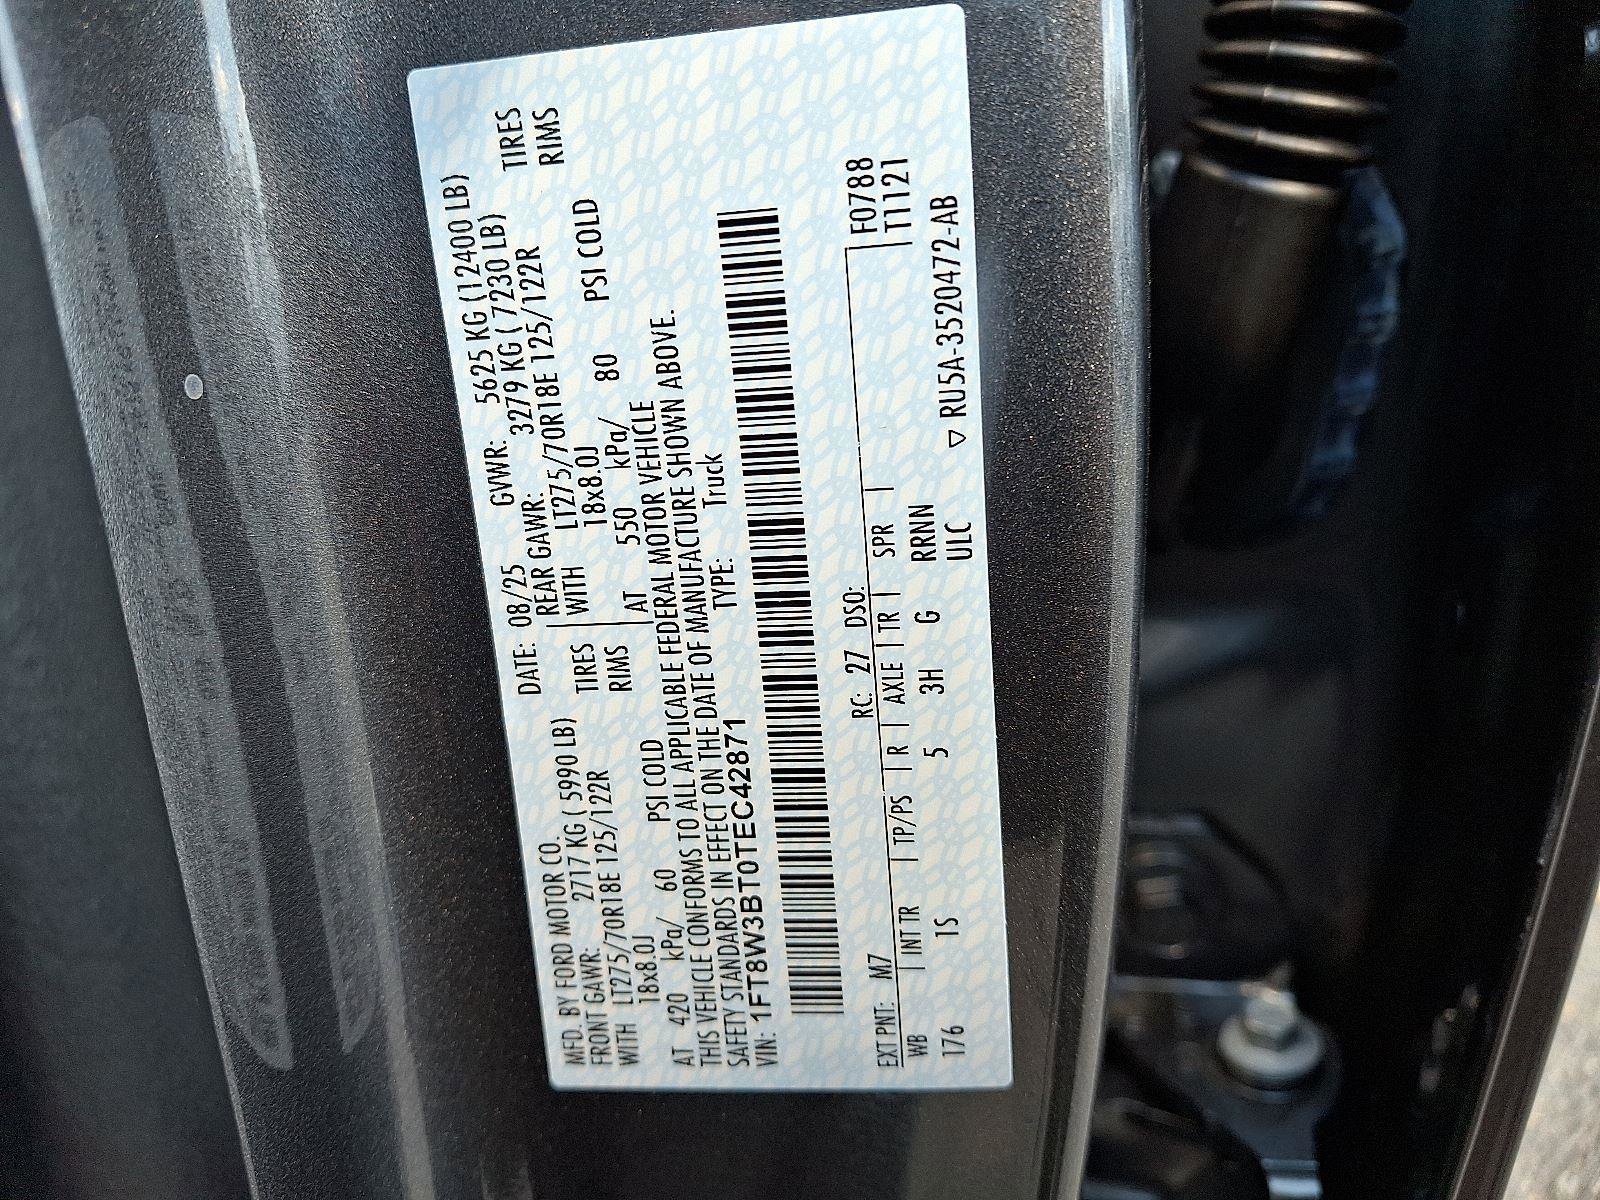 MFD. BY FORD MOTOR CO.
DATE: 08/25 GVWR: 5625 KG (12400 LB)
FRONT GAWR: 2717 KG ( 5990 LB) REAR GAWR: 3279 KG ( 7230 LB)
WITH LT275/70R18E 125/122R TIRES WITH LT275/70R18E 125/122R TIRES
18x8.0J RIMS 18x8.0J RIMS
AT 420 kPa/ 60 PSI COLD AT 550 kPa/ 80 PSI COLD
THIS VEHICLE CONFORMS TO ALL APPLICABLE FEDERAL MOTOR VEHICLE
SAFETY STANDARDS IN EFFECT ON THE DATE OF MANUFACTURE SHOWN ABOVE.
VIN: 1FT8W3BT0TEC42871 TYPE: Truck
F0788
EXT PNT: M7 RC: 27 DSO: T1121
WB | INT TR | TP/PS | R | AXLE | TR | SPR |
176 1S 5 3H G RRNN
ULC ▽ RU5A-3520472-AB